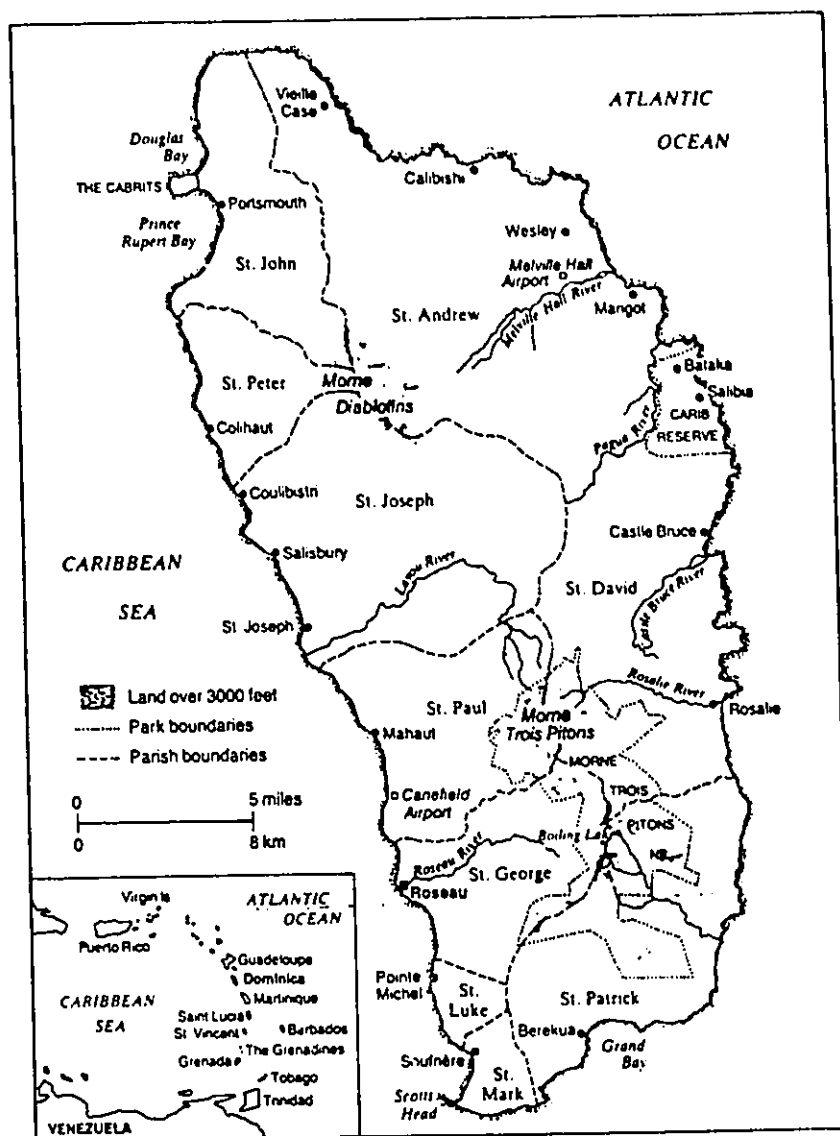 Vieille
Case
ATLANTIC
OCEAN
Douglas
Bay
Calibishi
THE CABRITS
Portsmouth
Prince
Rupert Bay
Wesley
St. John
Melville Hall
Airport
Melville Hall River
Mangot
St. Andrew
St. Peter
Morne
Diablotins
Bataka
Salibia
CARIB
RESERVE
Pagua River
Colihaut
Coulibistri
St. Joseph
Castle Bruce
Salisbury
CARIBBEAN
SEA
Layou River
St. David
Castle Bruce River
St. Joseph
Rosalie River
Rosalie
Land over 3000 feet
Park boundaries
Parish boundaries
St. Paul
Morne
Trois Pitons
Mahaut
MORNE
TROIS
PITONS
NP
0 5 miles
0 8 km
Canefield
Airport
Boiling Lake
Roseau River
St. George
Roseau
Pointe
Michel
St.
Luke
St. Patrick
Berekua
Grand
Bay
Soufrière
St.
Mark
Scotts
Head
Virgin Is
ATLANTIC
OCEAN
Puerto Rico
Guadeloupe
Dominica
Martinique
CARIBBEAN
SEA
Saint Lucia
St. Vincent
Barbados
The Grenadines
Grenada
Tobago
Trinidad
VENEZUELA